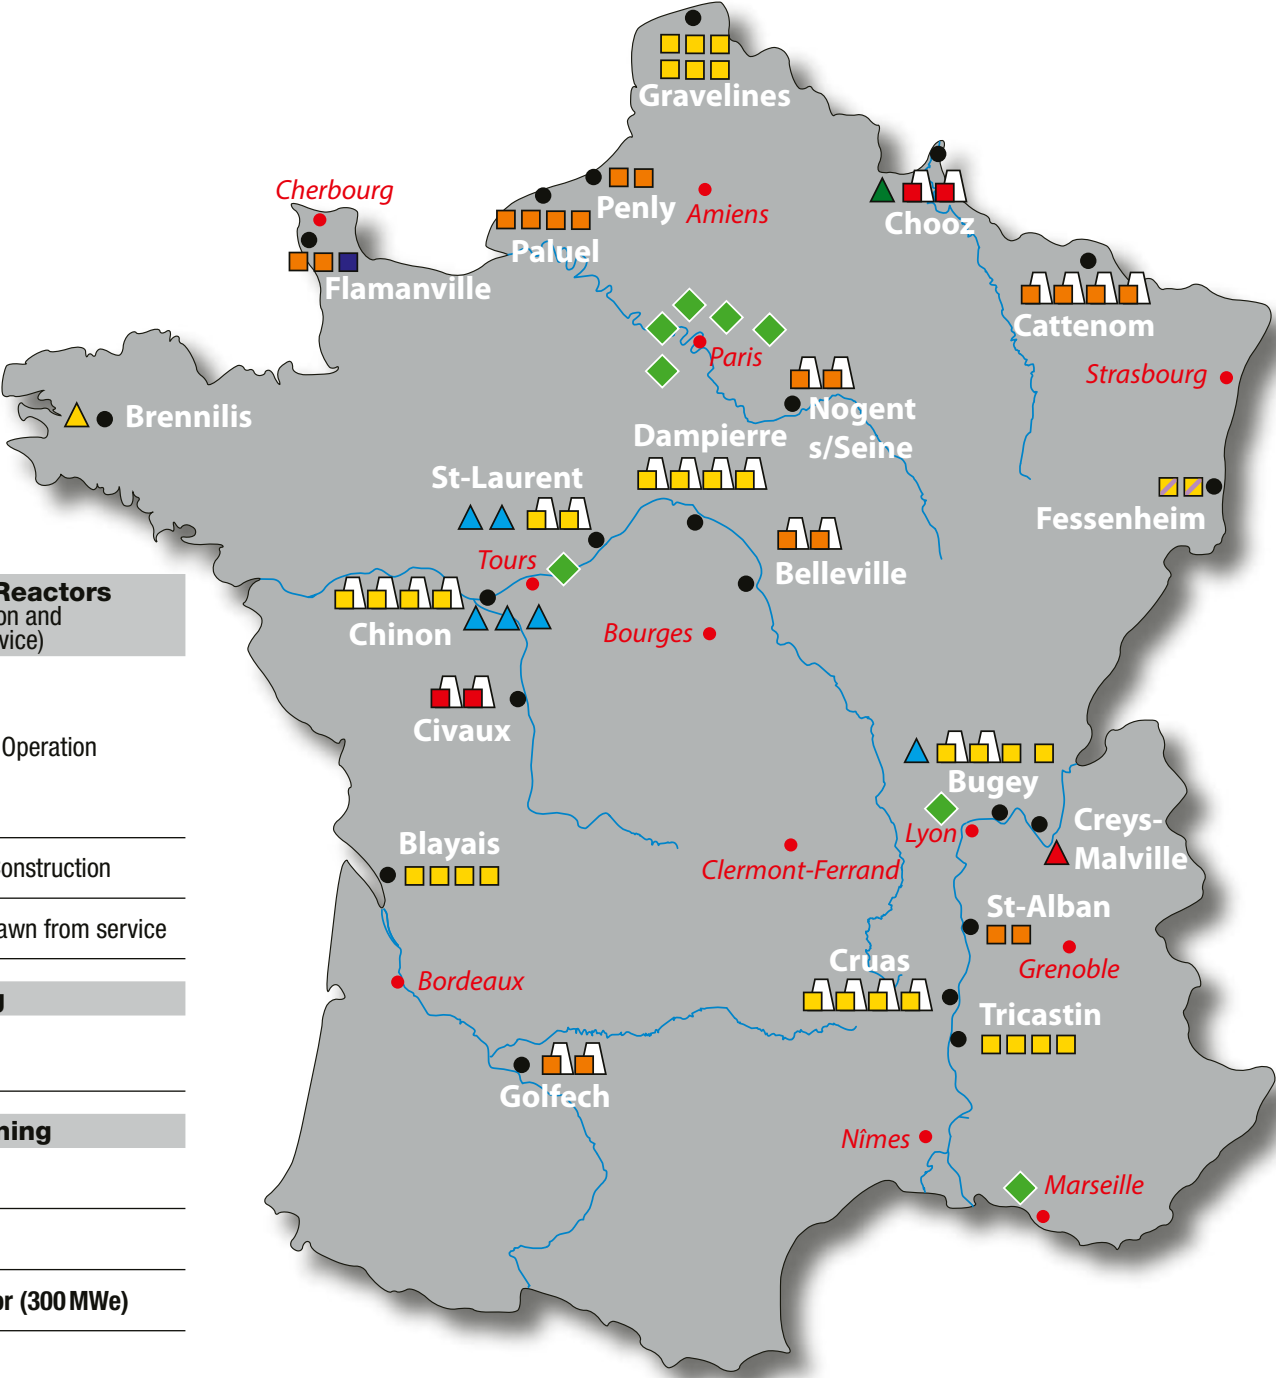 Gravelines
Cherbourg
Penly
Amiens
Chooz
Paluel
Flamanville
Cattenom
Paris
Strasbourg
Brennilis
Nogent
s/Seine
Dampierre
St-Laurent
Fessenheim
Tours
Belleville
Reactors
on and
vice)
Chinon
Bourges
Civaux
Operation
Bugey
Creys-
Malville
Lyon
Blayais
Clermont-Ferrand
onstruction
St-Alban
awn from service
Grenoble
Cruas
Bordeaux
g
Tricastin
Golfech
ning
Nîmes
Marseille
or (300 MWe)